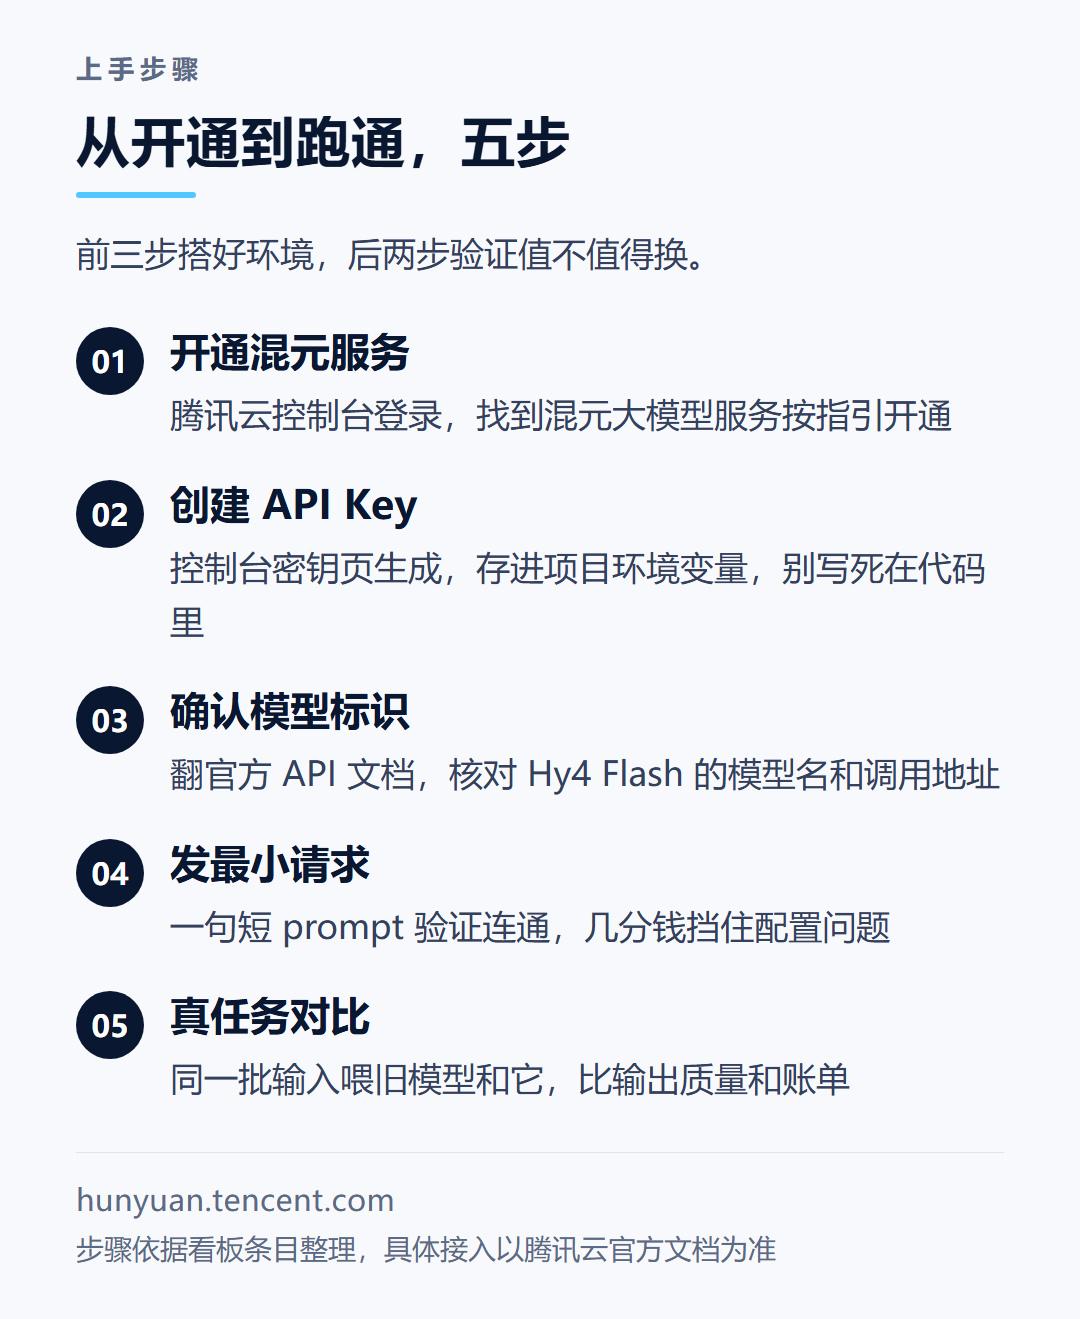 上手步骤
从开通到跑通，五步
前三步搭好环境，后两步验证值不值得换。
01
开通混元服务
腾讯云控制台登录，找到混元大模型服务按指引开通
02
创建 API Key
控制台密钥页生成，存进项目环境变量，别写死在代码
里
03
确认模型标识
翻官方 API 文档，核对 Hy4 Flash 的模型名和调用地址
04
发最小请求
一句短 prompt 验证连通，几分钱挡住配置问题
05
真任务对比
同一批输入喂旧模型和它，比输出质量和账单
hunyuan.tencent.com
步骤依据看板条目整理，具体接入以腾讯云官方文档为准